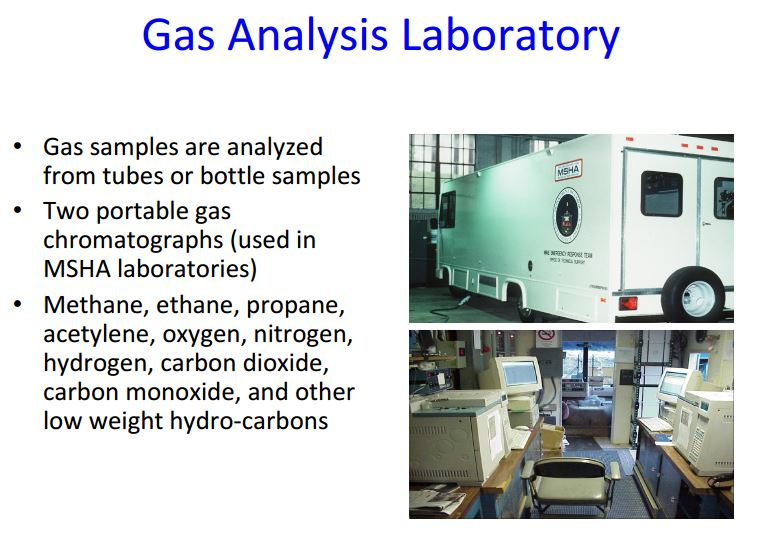 Gas Analysis Laboratory
• Gas samples are analyzed
from tubes or bottle samples
• Two portable gas
chromatographs (used in
MSHA laboratories)
• Methane, ethane, propane,
acetylene, oxygen, nitrogen,
hydrogen, carbon dioxide,
carbon monoxide, and other
low weight hydro-carbons
MSHA
MINE EMERGENCY RESPONSE TEAM
OFFICE OF TECHNICAL SUPPORT